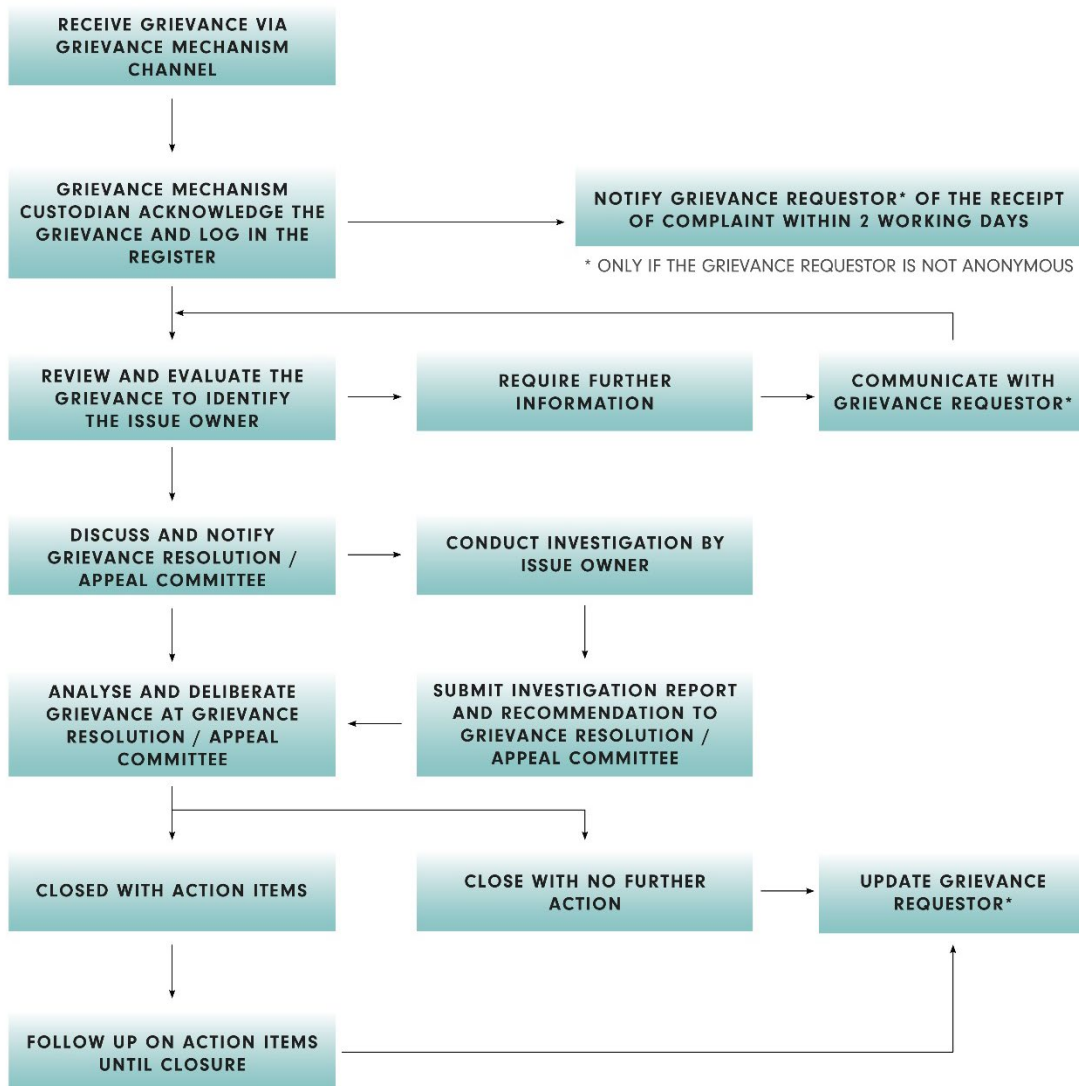 RECEIVE GRIEVANCE VIA
GRIEVANCE MECHANISM
CHANNEL
GRIEVANCE MECHANISM
CUSTODIAN ACKNOWLEDGE THE
GRIEVANCE AND LOG IN THE
REGISTER
NOTIFY GRIEVANCE REQUESTOR* OF THE RECEIPT
OF COMPLAINT WITHIN 2 WORKING DAYS
* ONLY IF THE GRIEVANCE REQUESTOR IS NOT ANONYMOUS
REVIEW AND EVALUATE THE
GRIEVANCE TO IDENTIFY
THE ISSUE OWNER
REQUIRE FURTHER
INFORMATION
COMMUNICATE WITH
GRIEVANCE REQUESTOR*
DISCUSS AND NOTIFY
GRIEVANCE RESOLUTION /
APPEAL COMMITTEE
CONDUCT INVESTIGATION BY
ISSUE OWNER
ANALYSE AND DELIBERATE
GRIEVANCE AT GRIEVANCE
RESOLUTION / APPEAL
COMMITTEE
SUBMIT INVESTIGATION REPORT
AND RECOMMENDATION TO
GRIEVANCE RESOLUTION /
APPEAL COMMITTEE
CLOSED WITH ACTION ITEMS
CLOSE WITH NO FURTHER
ACTION
UPDATE GRIEVANCE
REQUESTOR*
FOLLOW UP ON ACTION ITEMS
UNTIL CLOSURE